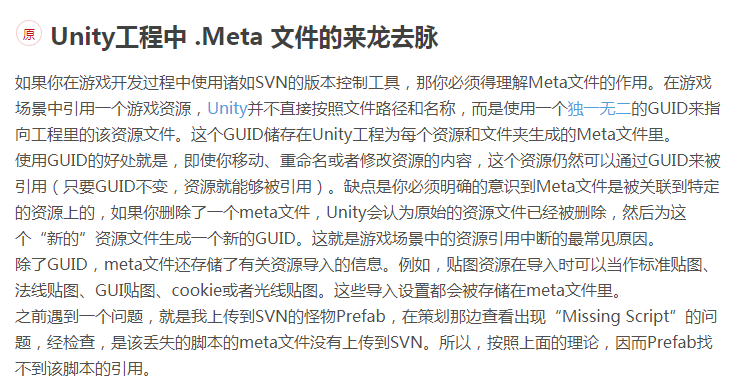 原 Unity工程中 .Meta 文件的来龙去脉
如果你在游戏开发过程中使用诸如SVN的版本控制工具，那你必须得理解Meta文件的作用。在游戏
场景中引用一个游戏资源，Unity并不直接按照文件路径和名称，而是使用一个独一无二的GUID来指
向工程里的该资源文件。这个GUID储存在Unity工程为每个资源和文件夹生成的Meta文件里。
使用GUID的好处就是，即使你移动、重命名或者修改资源的内容，这个资源仍然可以通过GUID来被
引用（只要GUID不变，资源就能够被引用）。缺点是你必须明确的意识到Meta文件是被关联到特定
的资源上的，如果你删除了一个meta文件，Unity会认为原始的资源文件已经被删除，然后为这
个“新的”资源文件生成一个新的GUID。这就是游戏场景中的资源引用中断的最常见原因。
除了GUID，meta文件还存储了有关资源导入的信息。例如，贴图资源在导入时可以当作标准贴图、
法线贴图、GUI贴图、cookie或者光线贴图。这些导入设置都会被存储在meta文件里。
之前遇到一个问题，就是我上传到SVN的怪物Prefab，在策划那边查看出现“Missing Script”的问
题，经检查，是该丢失的脚本的meta文件没有上传到SVN。所以，按照上面的理论，因而Prefab找
不到该脚本的引用。